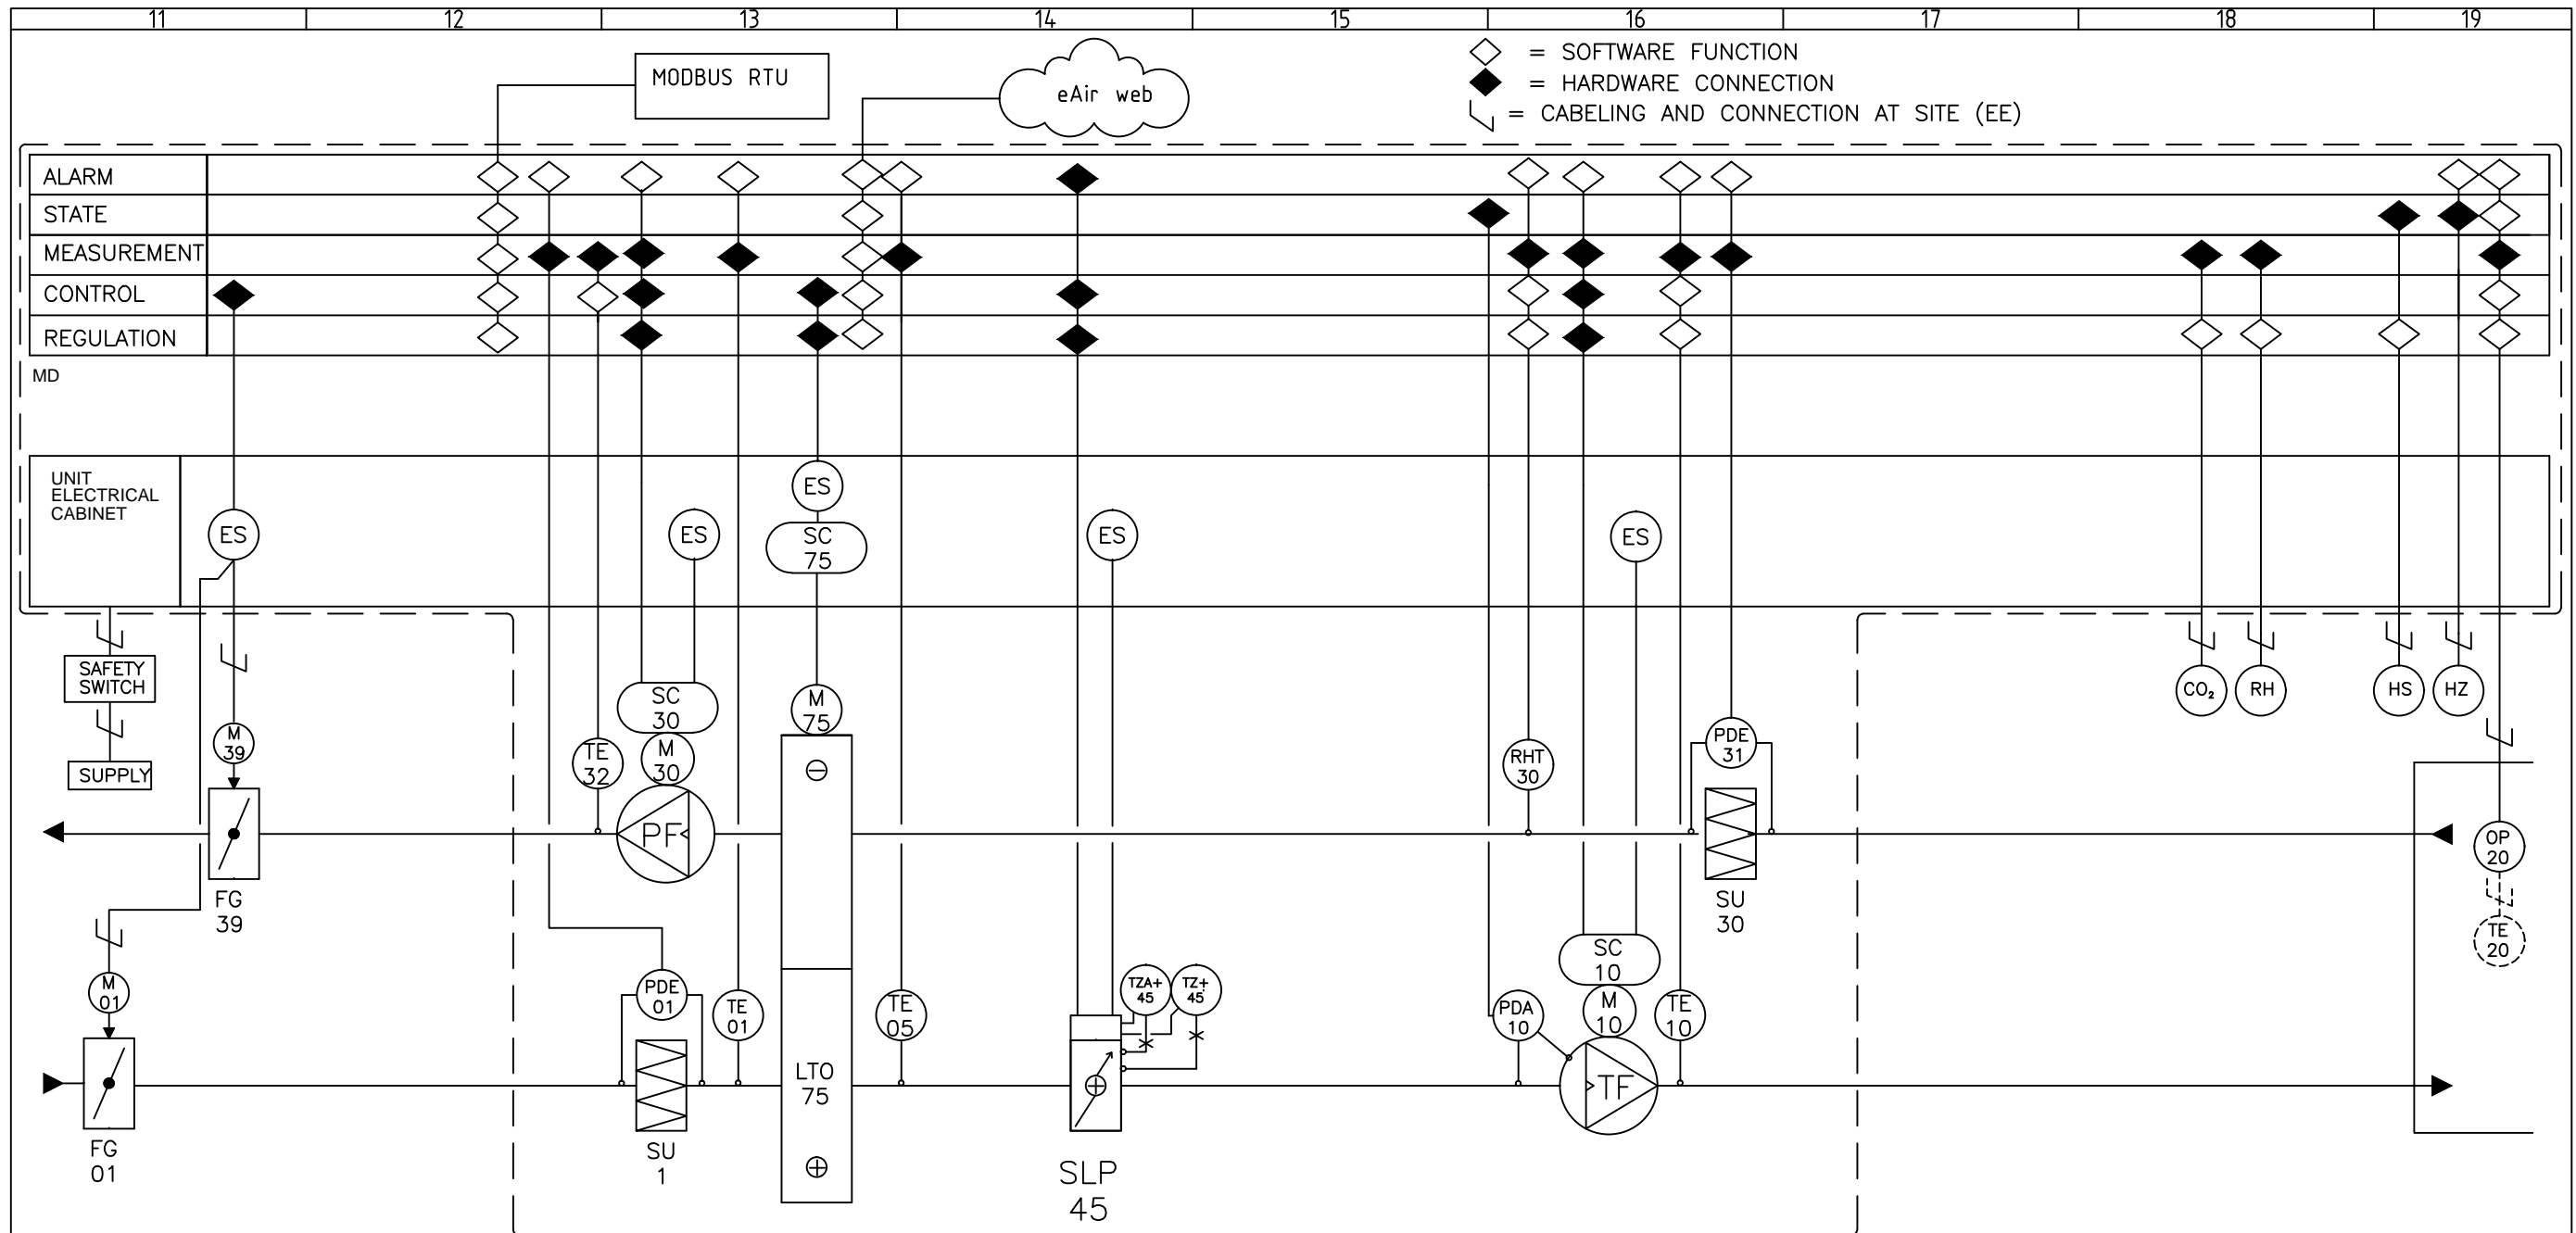 11 12 13 14 15 16 17 18 19
MODBUS RTU
eAir web
= SOFTWARE FUNCTION
= HARDWARE CONNECTION
= CABELING AND CONNECTION AT SITE (EE)
ALARM
STATE
MEASUREMENT
CONTROL
REGULATION
MD
UNIT
ELECTRICAL
CABINET
ES
ES
ES
SC
75
ES
ES
SAFETY
SWITCH
SUPPLY
M
39
TE
32
SC
30
M
30
M
75
RHT
30
PDE
31
CO₂
RH
HS
HZ
PF
OP
20
TE
20
FG
39
SU
30
M
01
PDE
01
TE
01
TE
05
TZA+
45
TZ+
45
PDA
10
SC
10
M
10
TE
10
LTO
75
TF
FG
01
SU
1
SLP
45